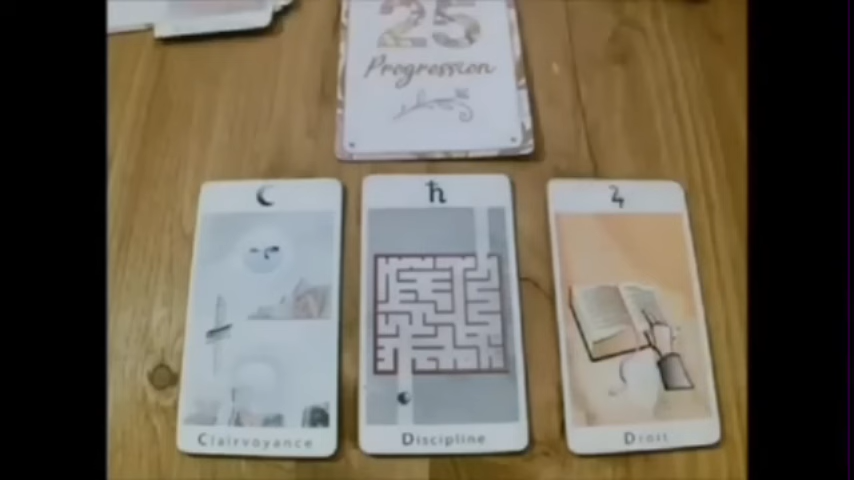 25
Progression
Clairvoyance
Discipline
Droit